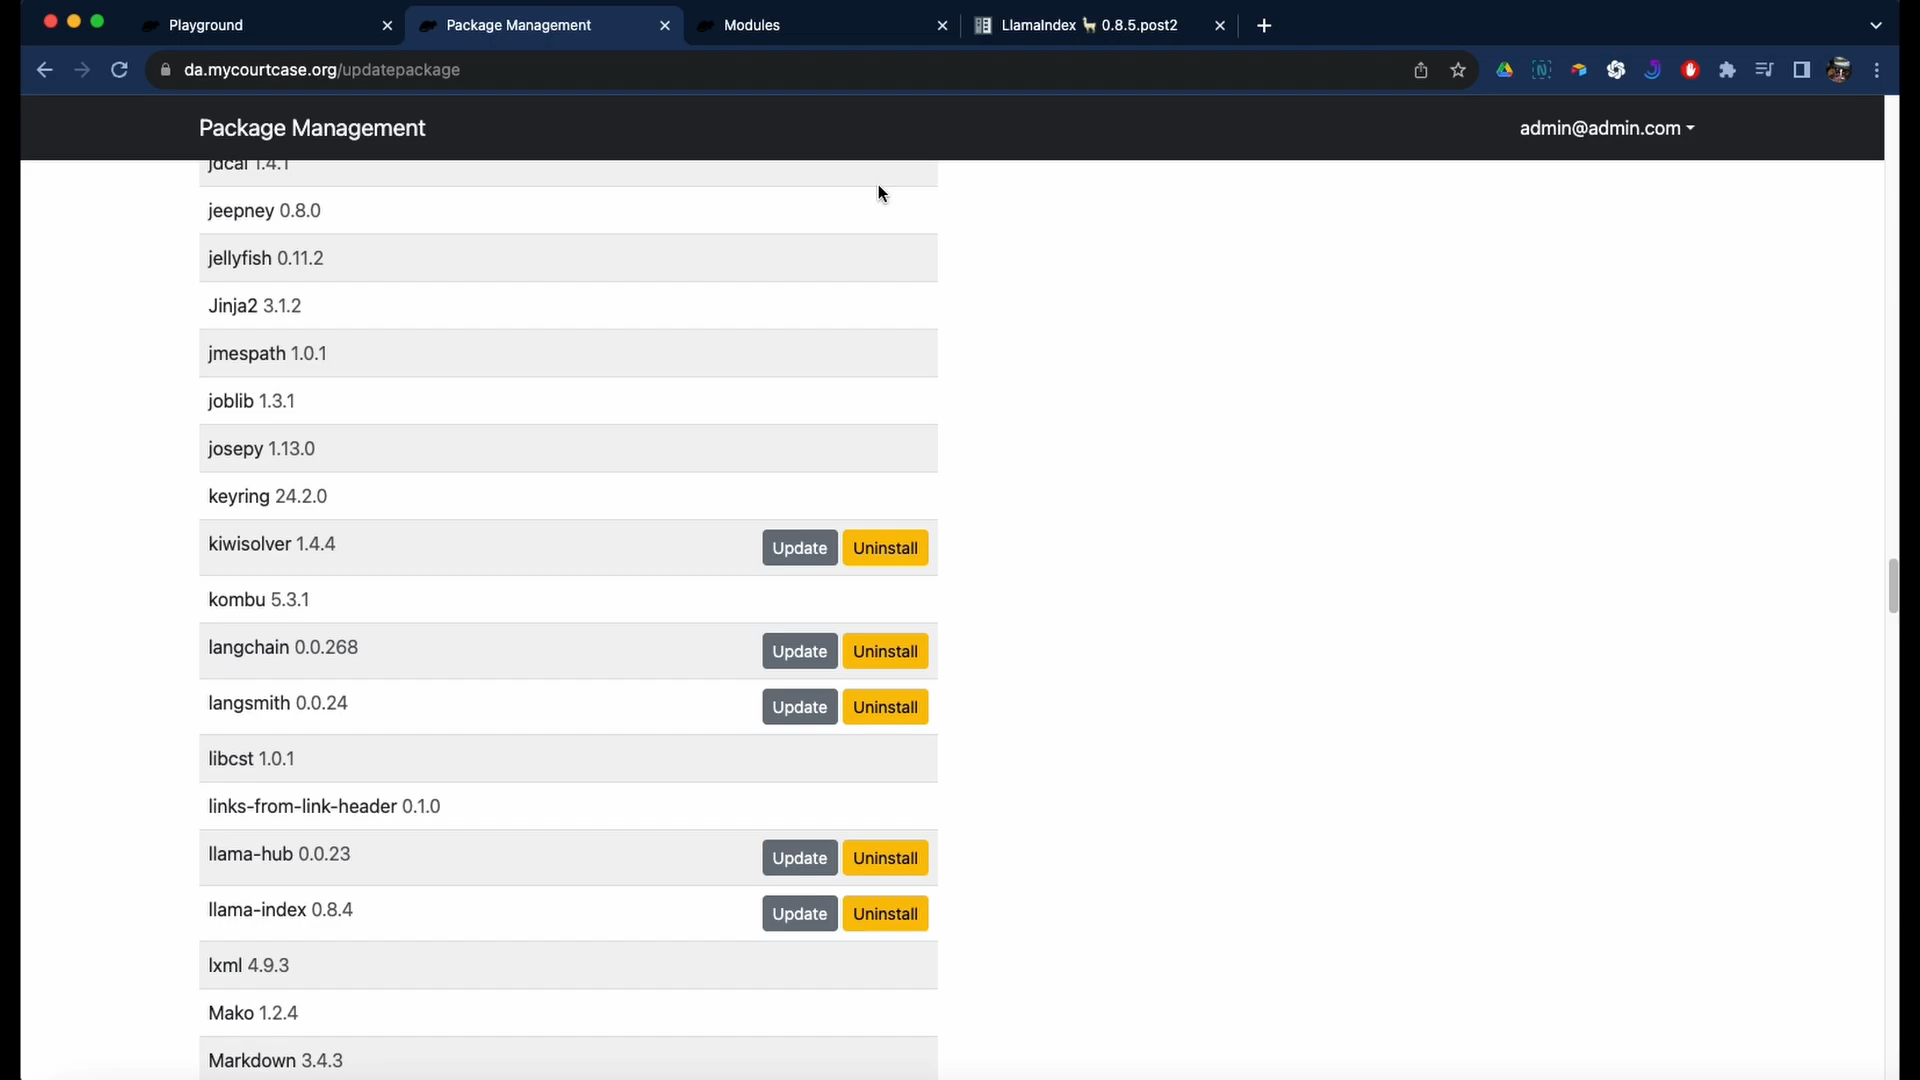 Playground
Package Management
Modules
LlamaIndex 🦙 0.8.5.post2
da.mycourtcase.org/updatepackage
Package Management
admin@admin.com
jdcal 1.4.1
jeepney 0.8.0
jellyfish 0.11.2
Jinja2 3.1.2
jmespath 1.0.1
joblib 1.3.1
josepy 1.13.0
keyring 24.2.0
kiwisolver 1.4.4 Update Uninstall
kombu 5.3.1
langchain 0.0.268 Update Uninstall
langsmith 0.0.24 Update Uninstall
libcst 1.0.1
links-from-link-header 0.1.0
llama-hub 0.0.23 Update Uninstall
llama-index 0.8.4 Update Uninstall
lxml 4.9.3
Mako 1.2.4
Markdown 3.4.3